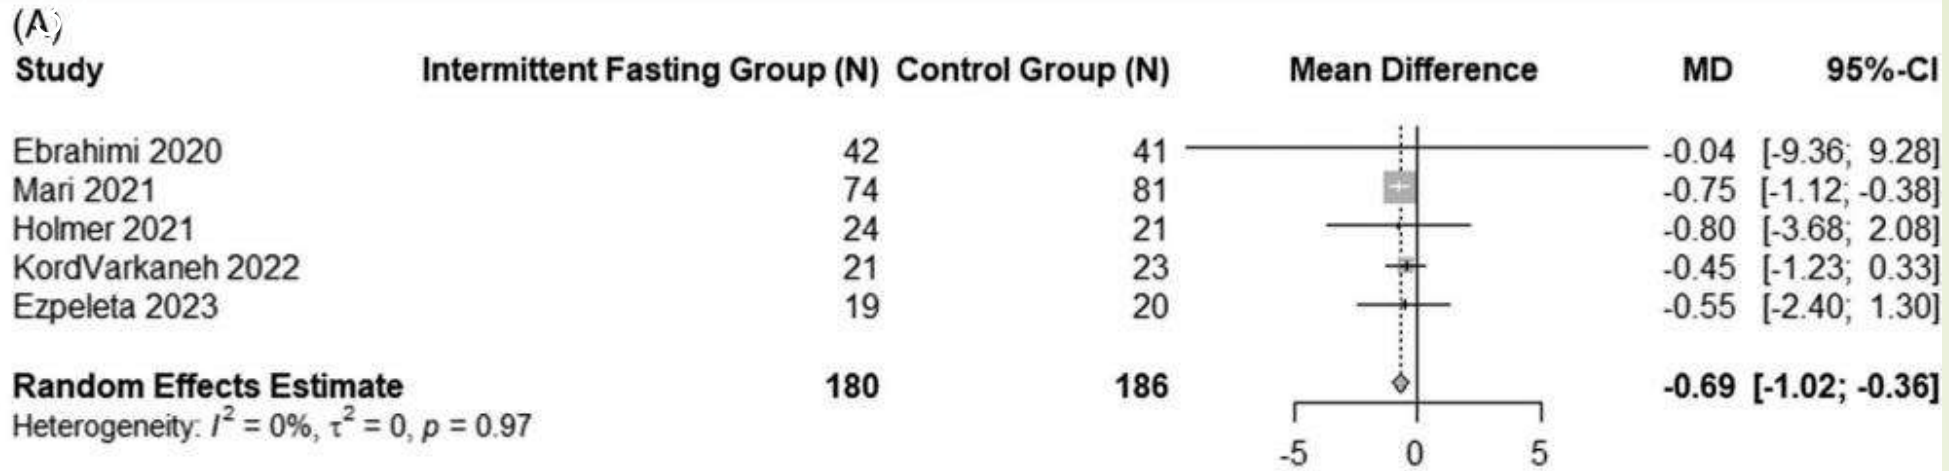 (A)
Study Intermittent Fasting Group (N) Control Group (N) Mean Difference MD 95%-CI
Ebrahimi 2020 42 41 -0.04 [-9.36; 9.28]
Mari 2021 74 81 -0.75 [-1.12; -0.38]
Holmer 2021 24 21 -0.80 [-3.68; 2.08]
KordVarkaneh 2022 21 23 -0.45 [-1.23; 0.33]
Ezpeleta 2023 19 20 -0.55 [-2.40; 1.30]
Random Effects Estimate 180 186 -0.69 [-1.02; -0.36]
Heterogeneity: I² = 0%, τ² = 0, p = 0.97
-5 0 5